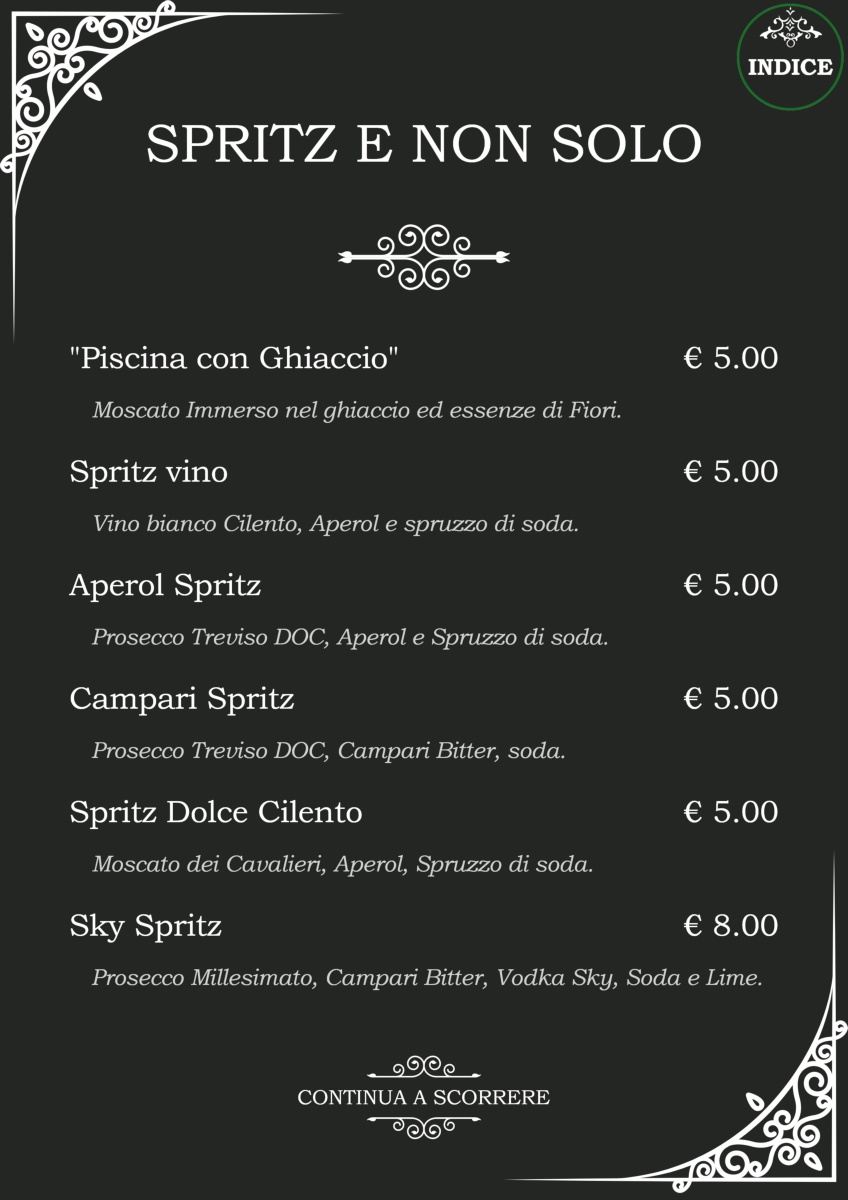 INDICE
SPRITZ E NON SOLO
"Piscina con Ghiaccio" € 5.00
Moscato Immerso nel ghiaccio ed essenze di Fiori.
Spritz vino € 5.00
Vino bianco Cilento, Aperol e spruzzo di soda.
Aperol Spritz € 5.00
Prosecco Treviso DOC, Aperol e Spruzzo di soda.
Campari Spritz € 5.00
Prosecco Treviso DOC, Campari Bitter, soda.
Spritz Dolce Cilento € 5.00
Moscato dei Cavalieri, Aperol, Spruzzo di soda.
Sky Spritz € 8.00
Prosecco Millesimato, Campari Bitter, Vodka Sky, Soda e Lime.
CONTINUA A SCORRERE